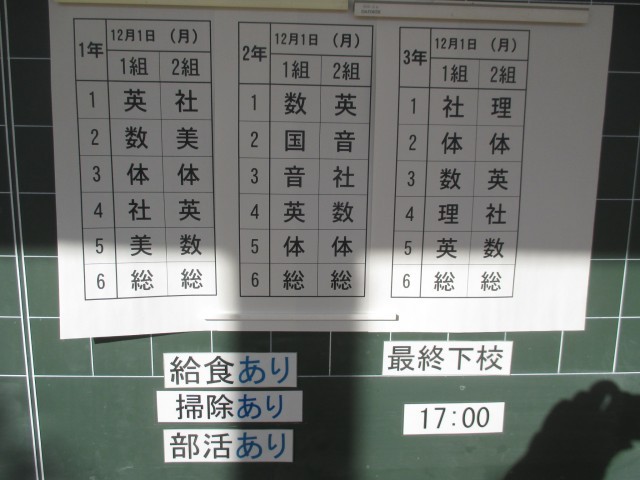 1年 12月1日 (月)
1組 2組
1 英 社
2 数 美
3 体 体
4 社 英
5 美 数
6 総 総
2年 12月1日 (月)
1組 2組
1 数 英
2 国 音
3 音 社
4 英 数
5 体 体
6 総 総
3年 12月1日 (月)
1組 2組
1 社 理
2 体 体
3 数 英
4 理 社
5 英 数
6 総 総
給食あり
掃除あり
部活あり
最終下校
17:00